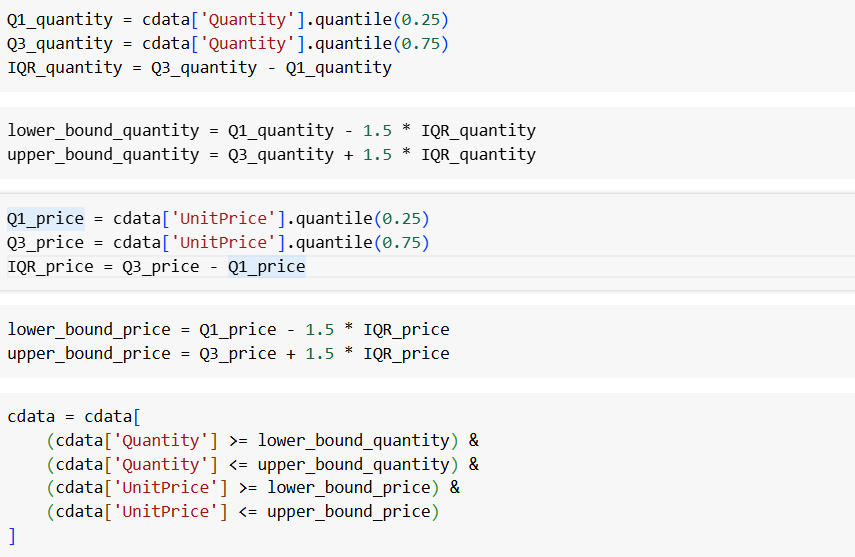 Q1_quantity = cdata['Quantity'].quantile(0.25)
Q3_quantity = cdata['Quantity'].quantile(0.75)
IQR_quantity = Q3_quantity - Q1_quantity
lower_bound_quantity = Q1_quantity - 1.5 * IQR_quantity
upper_bound_quantity = Q3_quantity + 1.5 * IQR_quantity
Q1_price = cdata['UnitPrice'].quantile(0.25)
Q3_price = cdata['UnitPrice'].quantile(0.75)
IQR_price = Q3_price - Q1_price
lower_bound_price = Q1_price - 1.5 * IQR_price
upper_bound_price = Q3_price + 1.5 * IQR_price
cdata = cdata[
    (cdata['Quantity'] >= lower_bound_quantity) &
    (cdata['Quantity'] <= upper_bound_quantity) &
    (cdata['UnitPrice'] >= lower_bound_price) &
    (cdata['UnitPrice'] <= upper_bound_price)
]